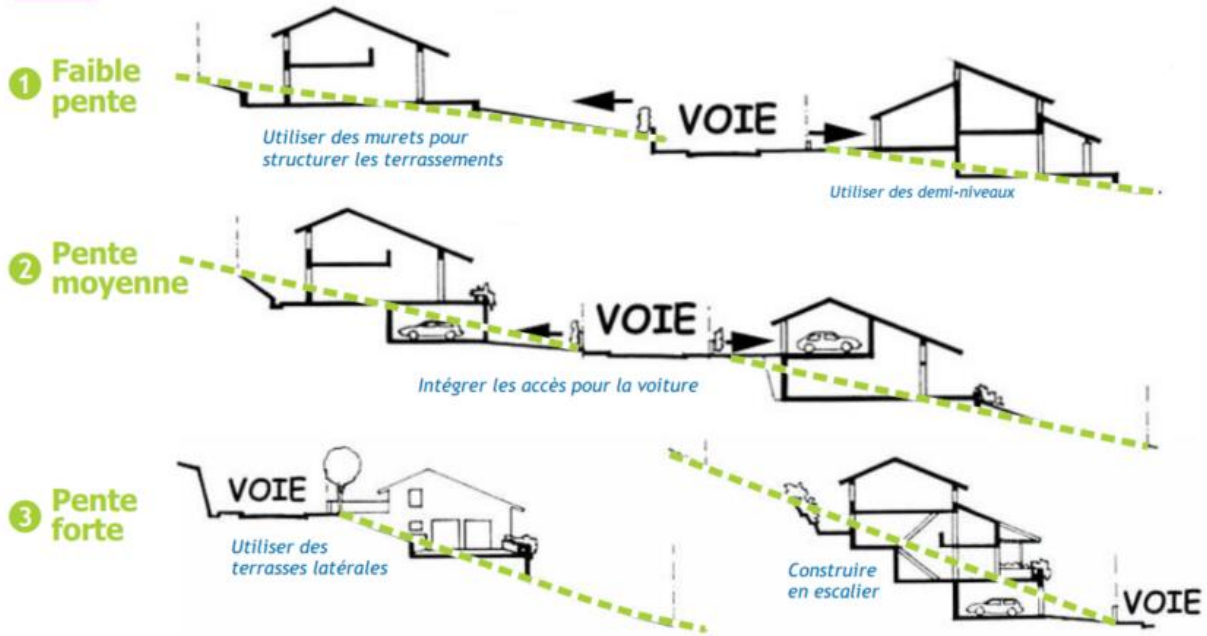 1 Faible
pente
Utiliser des murets pour
structurer les terrassements
VOIE
Utiliser des demi-niveaux
2 Pente
moyenne
VOIE
Intégrer les accès pour la voiture
3 Pente
forte
VOIE
Utiliser des
terrasses latérales
Construire
en escalier
VOIE